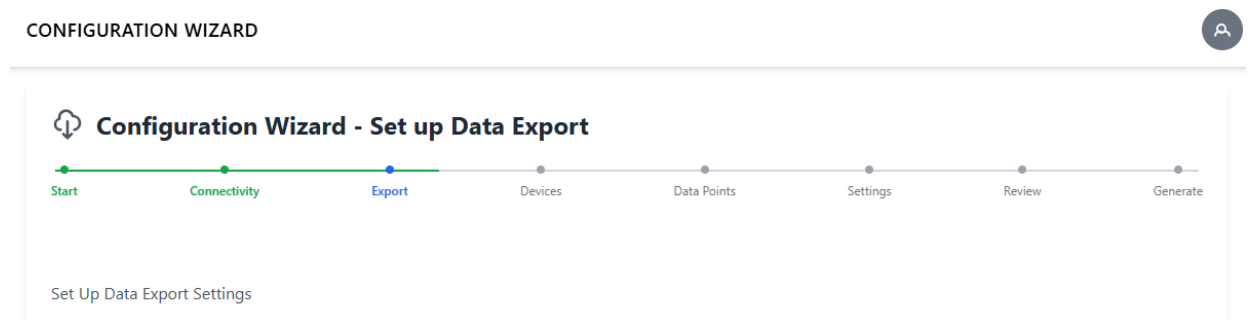 CONFIGURATION WIZARD
Configuration Wizard - Set up Data Export
Start Connectivity Export Devices Data Points Settings Review Generate
Set Up Data Export Settings